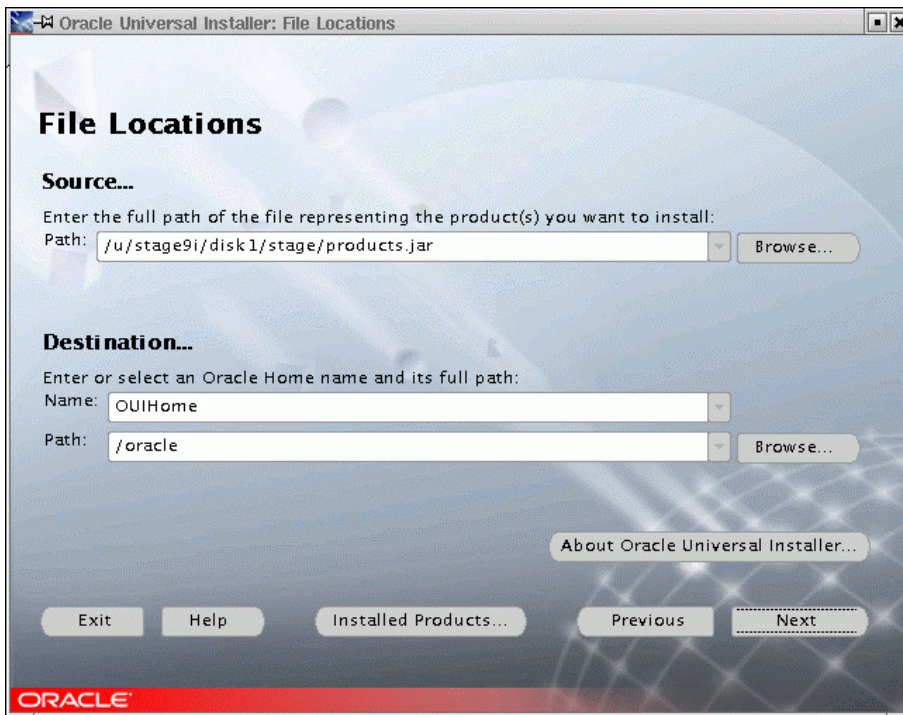 Oracle Universal Installer: File Locations
File Locations
Source...
Enter the full path of the file representing the product(s) you want to install:
Path: /u/stage9i/disk1/stage/products.jar Browse...
Destination...
Enter or select an Oracle Home name and its full path:
Name: OUIHome
Path: /oracle Browse...
About Oracle Universal Installer...
Exit Help Installed Products... Previous Next
ORACLE